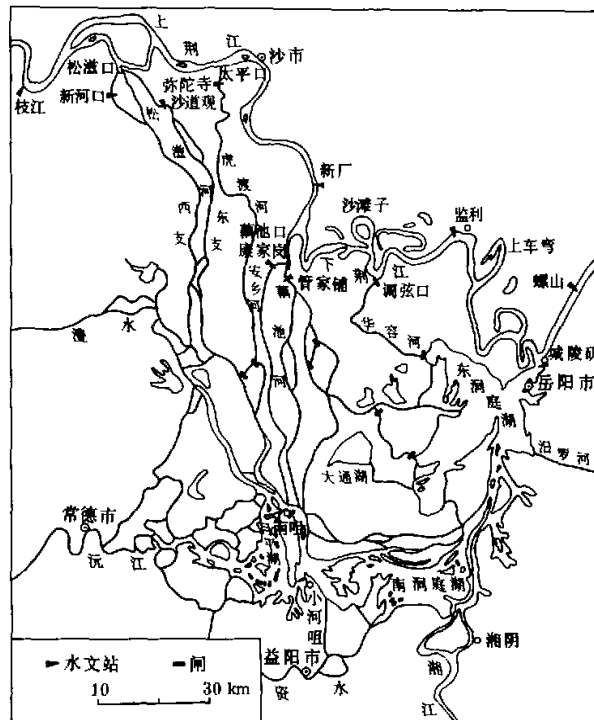 上荆江
沙市
松滋口
太平口
弥陀寺
新河口
沙道观
枝江
松滋河
西支
东支
虎渡河
新厂
沙滩子
监利
藕池口
康家岗
下荆江
上车弯
管家铺
调弦口
螺山
安乡河
藕池河
华容河
澧水
城陵矶
东洞庭湖
岳阳市
汨罗河
大通湖
常德市
南咀
沅江
南洞庭湖
小河咀
湘阴
水文站
闸
益阳市
10 30 km
资水
湘江